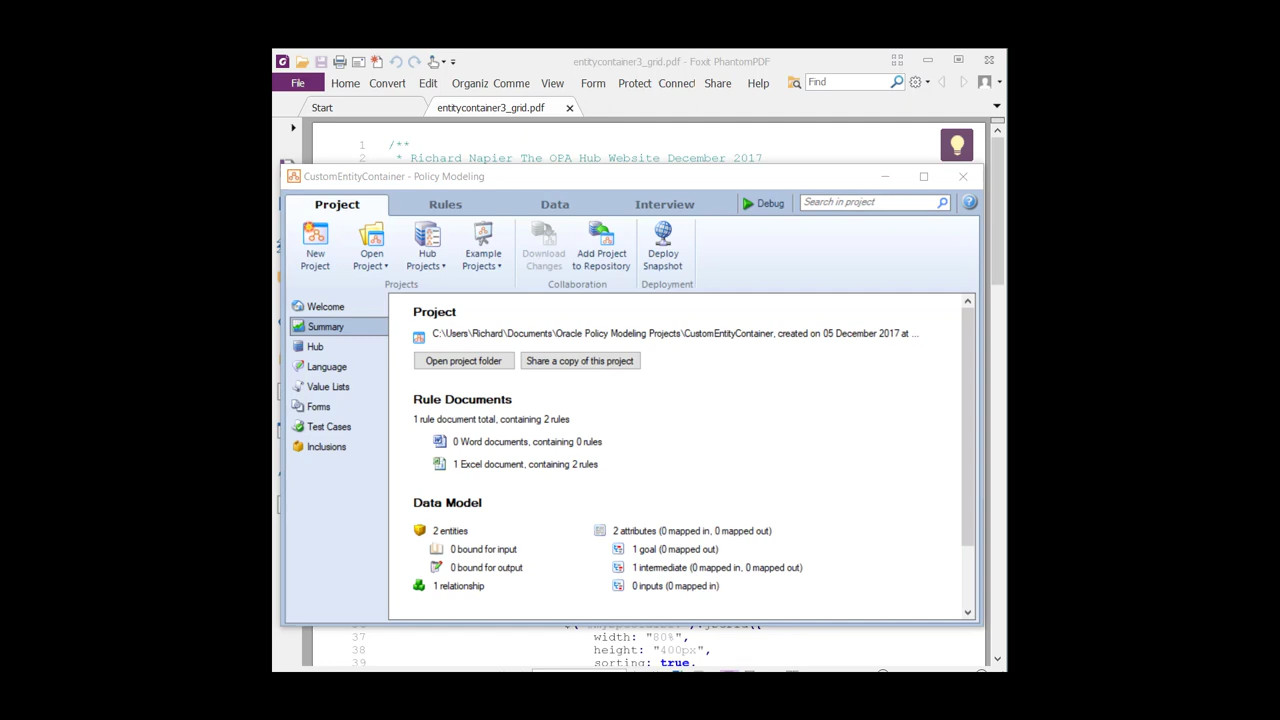 entitycontainer3_grid.pdf - Foxit PhantomPDF
File Home Convert Edit Organiz Comme View Form Protect Connect Share Help Find
Start entitycontainer3_grid.pdf
1 /**
2 * Richard Napier The OPA Hub Website December 2017
CustomEntityContainer - Policy Modeling
Project Rules Data Interview Debug Search in project
New Project
Open Project
Hub Projects
Example Projects
Download Changes
Add Project to Repository
Deploy Snapshot
Projects Collaboration Deployment
Welcome
Summary
Hub
Language
Value Lists
Forms
Test Cases
Inclusions
Project
C:\Users\Richard\Documents\Oracle Policy Modeling Projects\CustomEntityContainer, created on 05 December 2017 at ...
Open project folder Share a copy of this project
Rule Documents
1 rule document total, containing 2 rules
0 Word documents, containing 0 rules
1 Excel document, containing 2 rules
Data Model
2 entities 2 attributes (0 mapped in, 0 mapped out)
0 bound for input 1 goal (0 mapped out)
0 bound for output 1 intermediate (0 mapped in, 0 mapped out)
1 relationship 0 inputs (0 mapped in)
37 width: "80%",
38 height: "400px",
39 sorting: true,